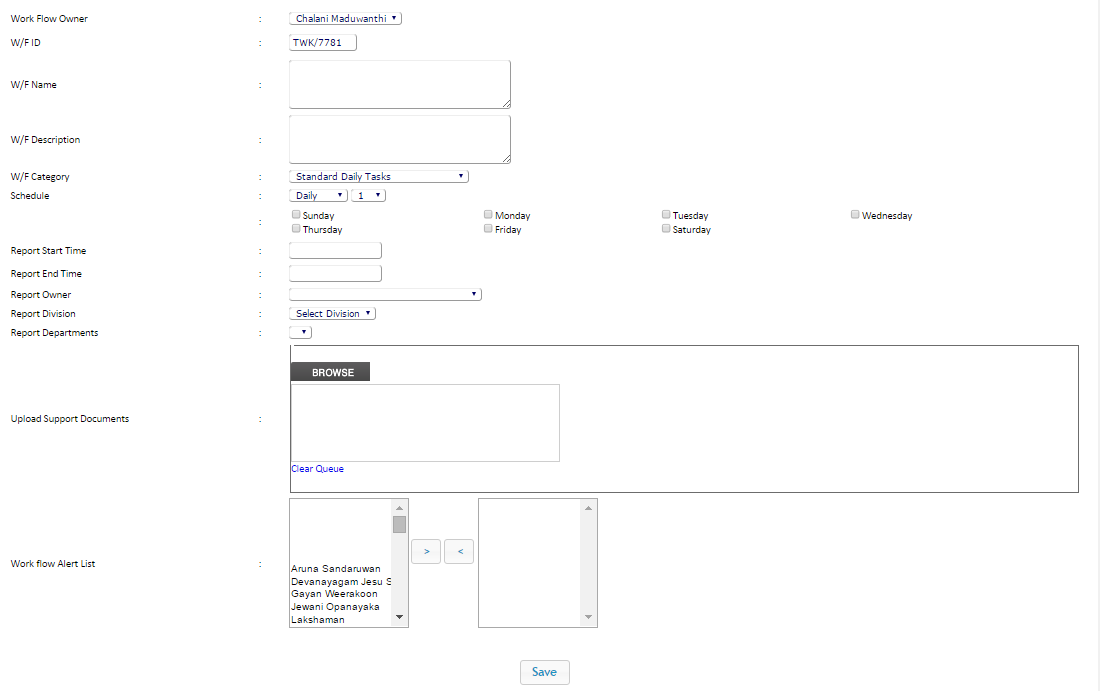 Work Flow Owner : Chalani Maduwanthi
W/F ID : TWK/7781
W/F Name :
W/F Description :
W/F Category : Standard Daily Tasks
Schedule : Daily 1
: Sunday Monday Tuesday Wednesday
Thursday Friday Saturday
Report Start Time :
Report End Time :
Report Owner :
Report Division : Select Division
Report Departments :
BROWSE
Upload Support Documents :
Clear Queue
Work flow Alert List :
> <
Aruna Sandaruwan
Devanayagam Jesu S
Gayan Weerakoon
Jewani Opanayaka
Lakshaman
Save